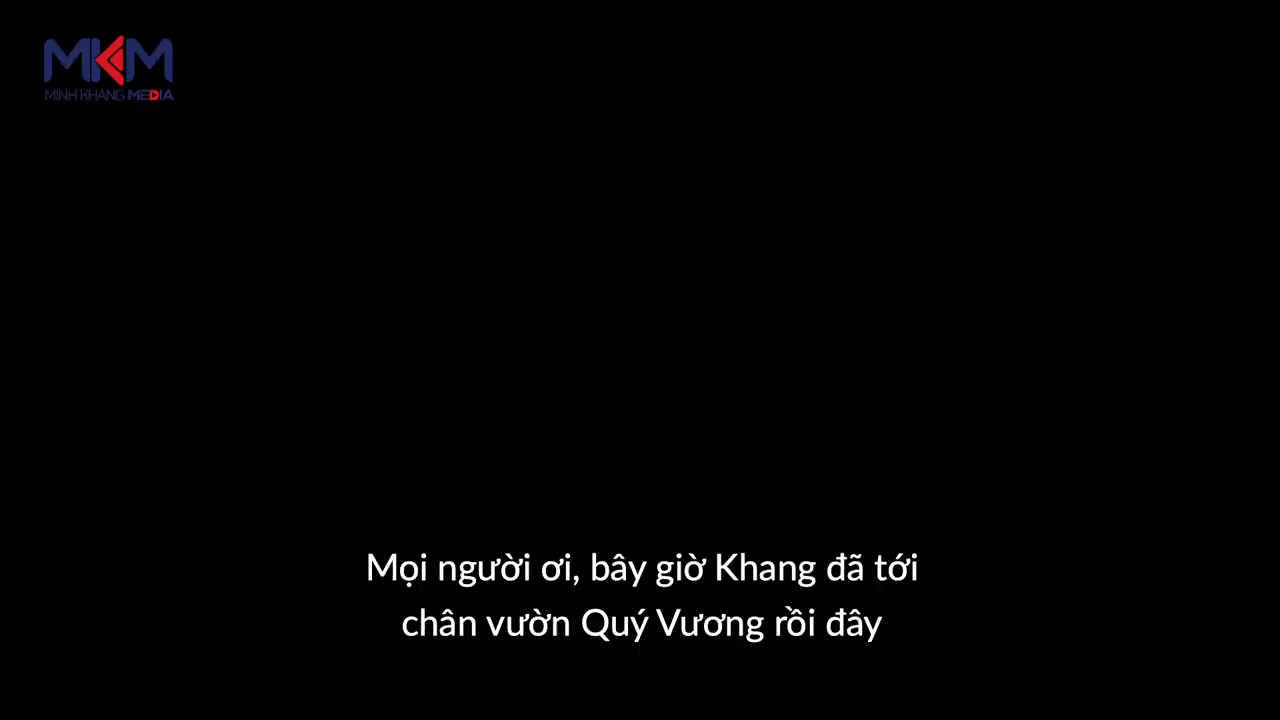 MKM
MINH KHANG MEDIA
Mọi người ơi, bây giờ Khang đã tới
chân vườn Quý Vương rồi đây